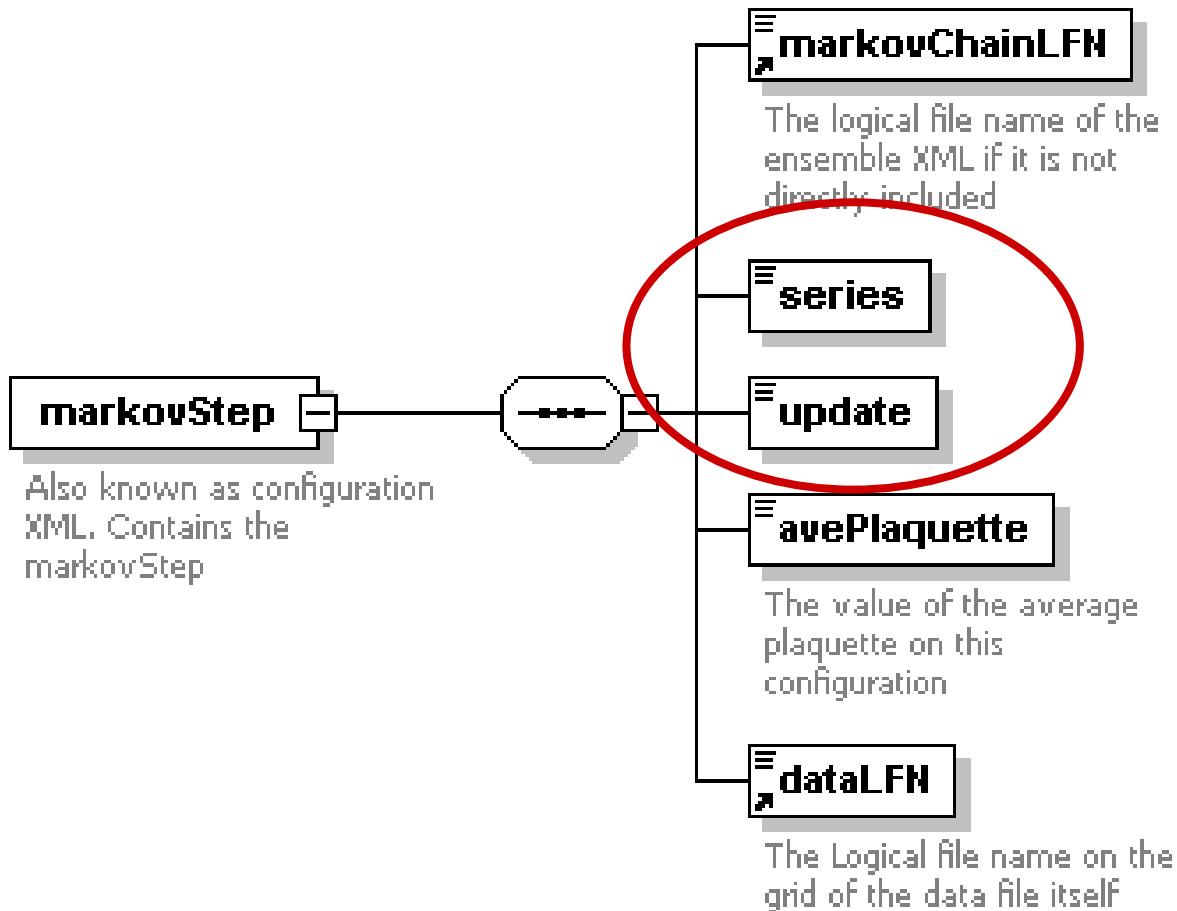 markovChainLFN
The logical file name of the
ensemble XML if it is not
directly included
series
markovStep
update
Also known as configuration
XML. Contains the
markovStep
avePlaquette
The value of the average
plaquette on this
configuration
dataLFN
The Logical file name on the
grid of the data file itself